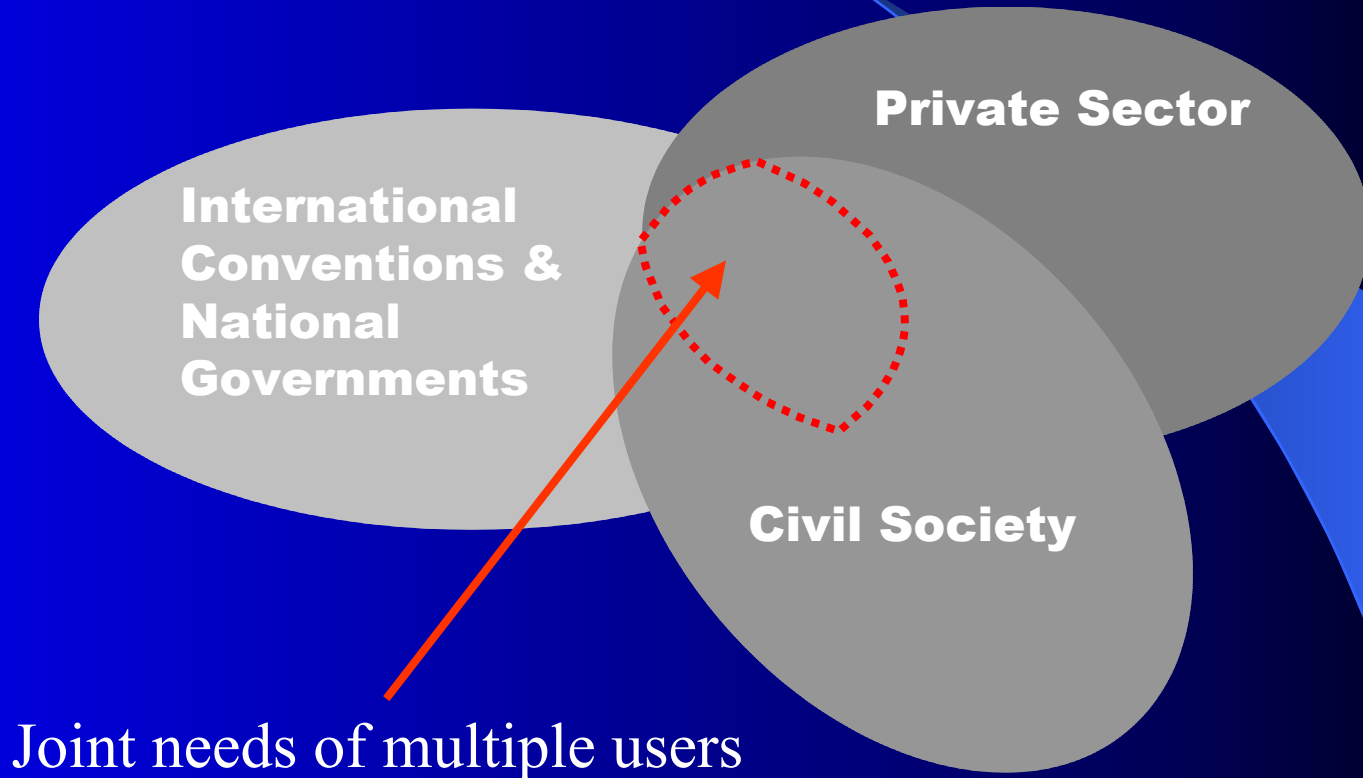 Private Sector
International
Conventions &
National
Governments
Civil Society
Joint needs of multiple users